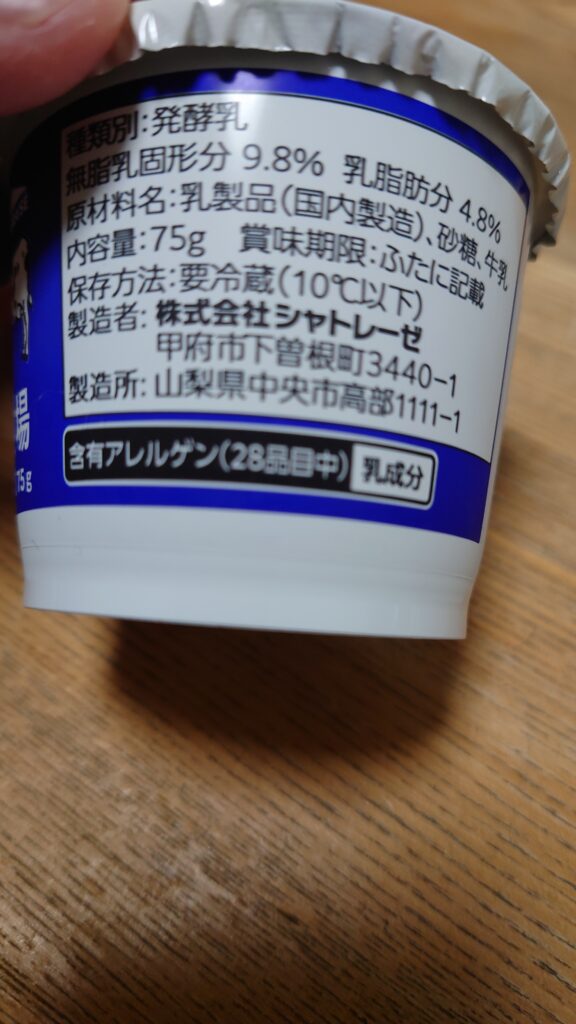 種類別:発酵乳
無脂乳固形分 9.8% 乳脂肪分 4.8%
原材料名:乳製品(国内製造)、砂糖、牛乳
内容量:75g 賞味期限:ふたに記載
保存方法:要冷蔵(10℃以下)
製造者:株式会社シャトレーゼ
甲府市下曽根町3440-1
製造所:山梨県中央市高部1111-1
含有アレルゲン(28品目中) 乳成分
場
75g